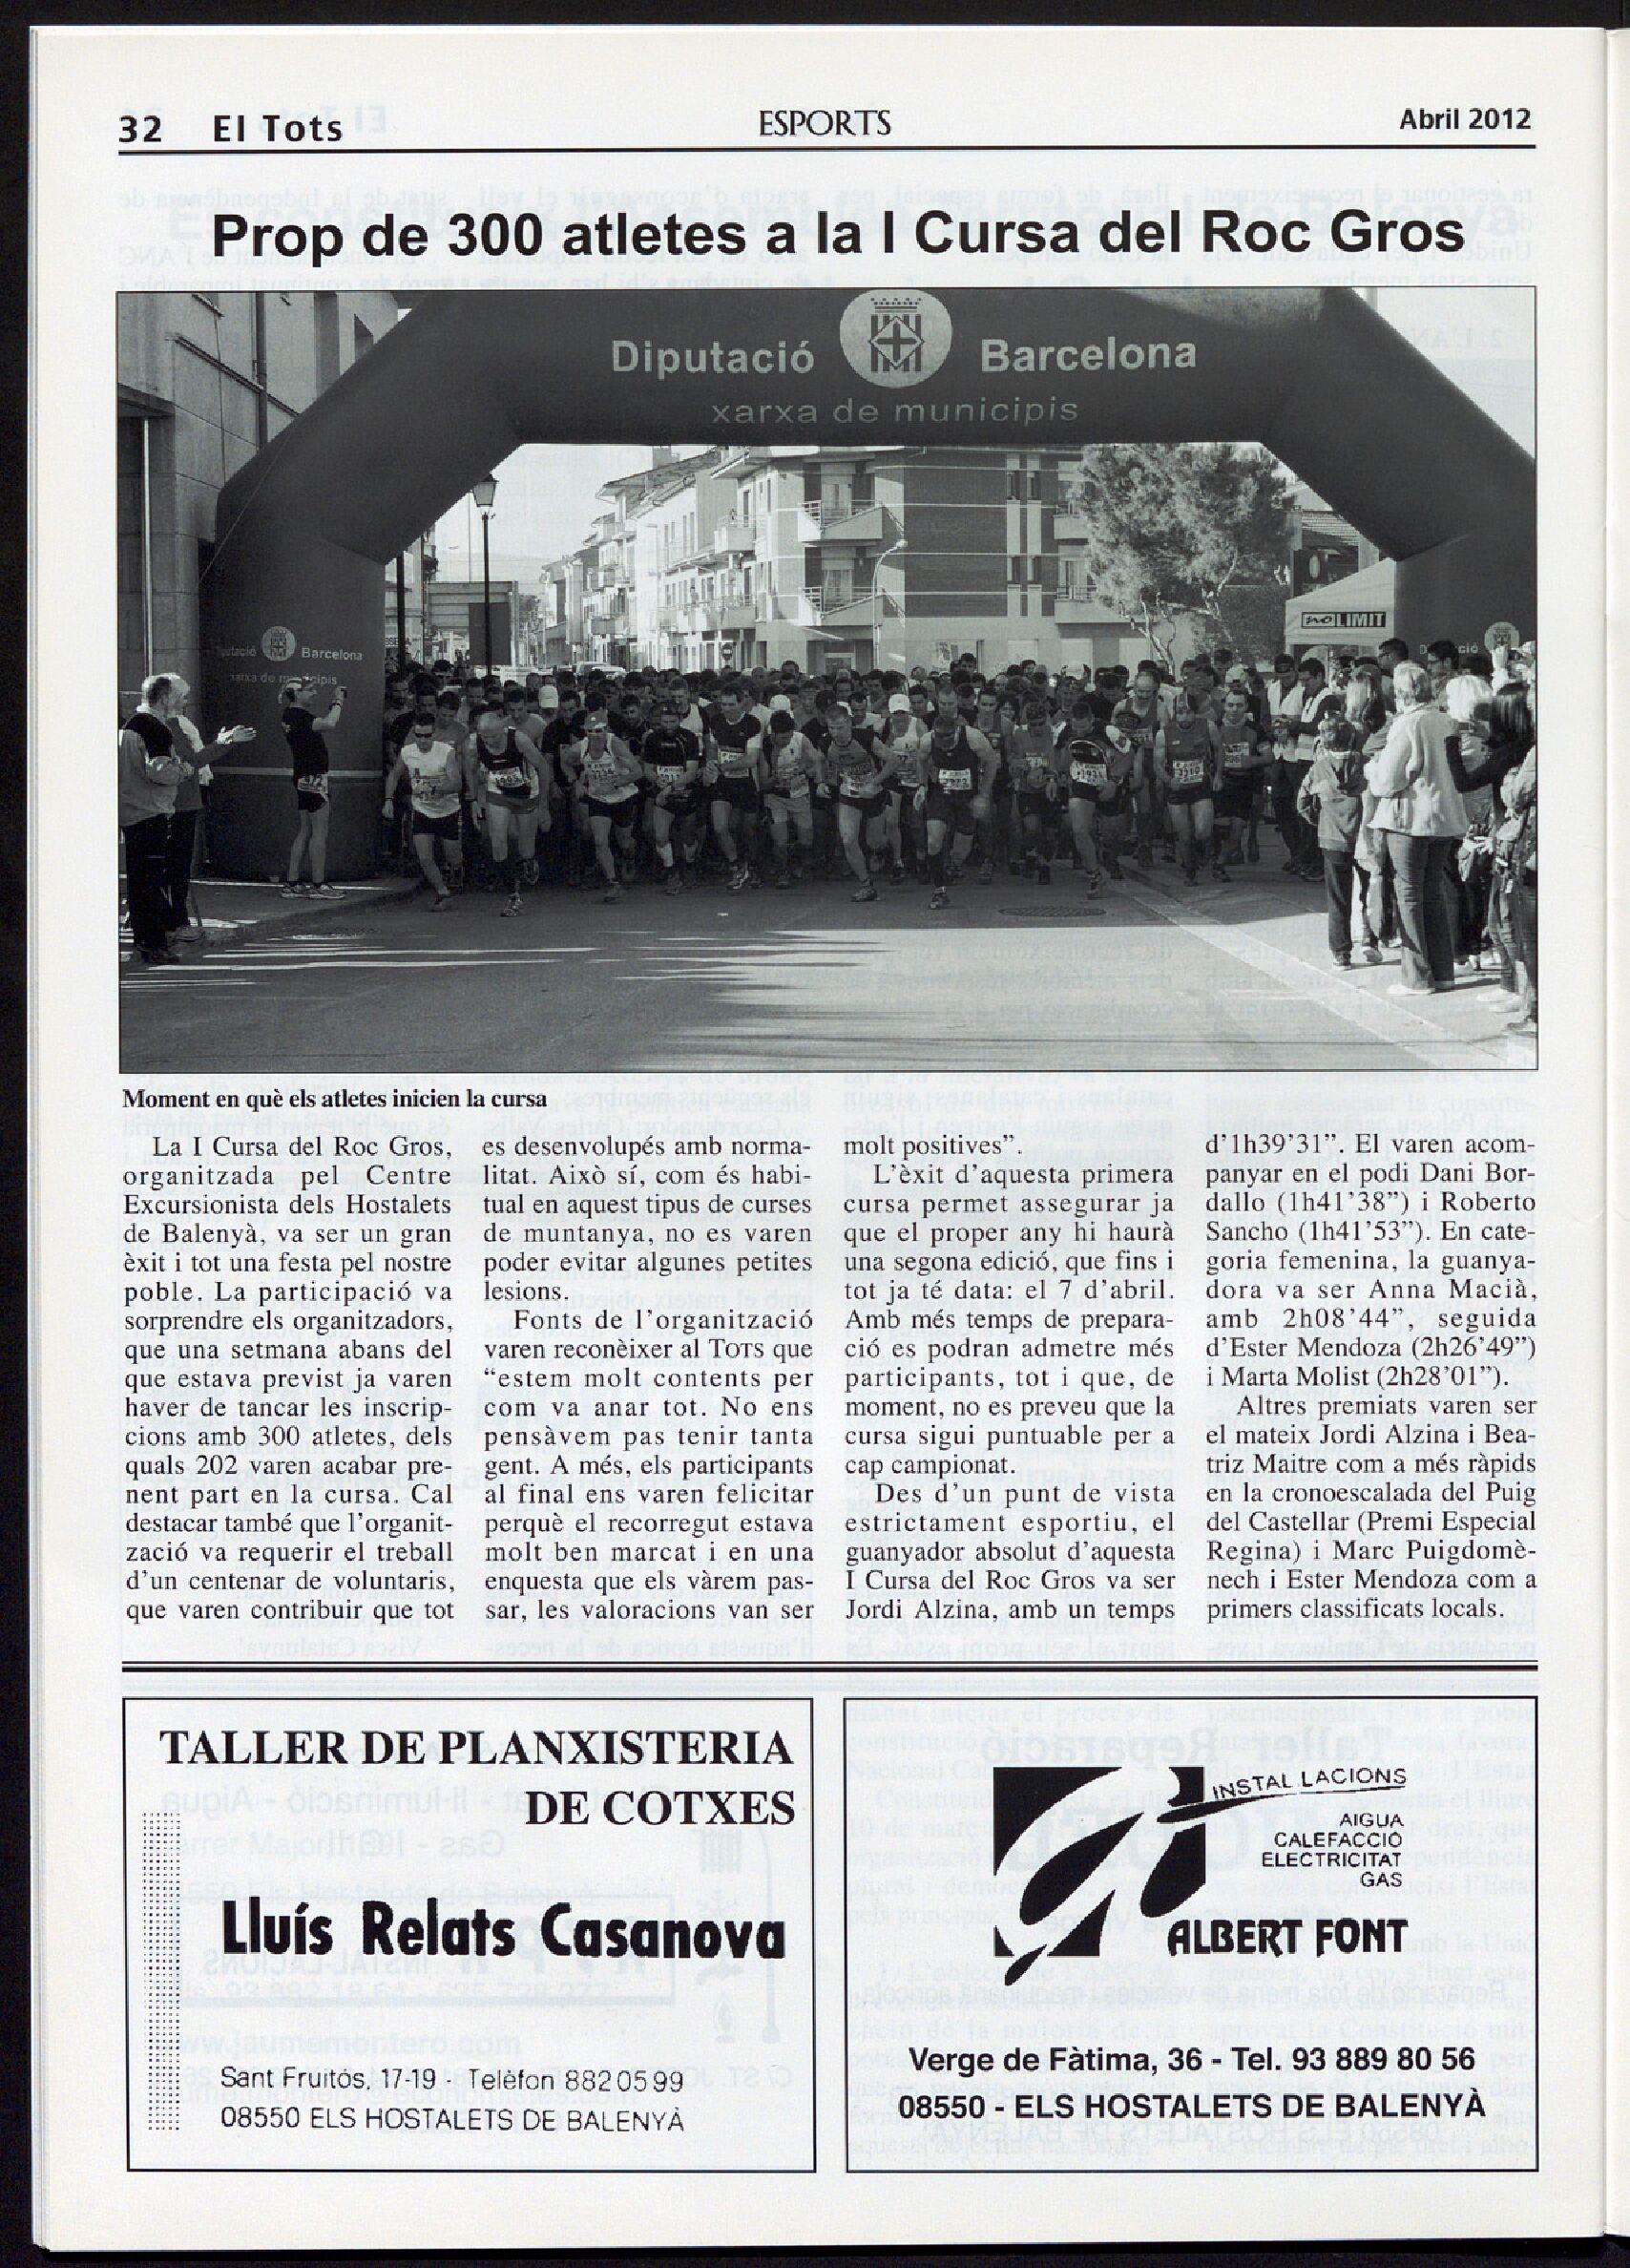 32 El Tots ESPORTS Abril 2012
Prop de 300 atletes a la I Cursa del Roc Gros
Diputació Barcelona
xarxa de municipis
Barcelona
noLIMIT
Moment en què els atletes inicien la cursa
La I Cursa del Roc Gros,
organitzada pel Centre
Excursionista dels Hostalets
de Balenyà, va ser un gran
èxit i tot una festa pel nostre
poble. La participació va
sorprendre els organitzadors,
que una setmana abans del
que estava previst ja varen
haver de tancar les inscrip-
cions amb 300 atletes, dels
quals 202 varen acabar pre-
nent part en la cursa. Cal
destacar també que l'organit-
zació va requerir el treball
d'un centenar de voluntaris,
que varen contribuir que tot
es desenvolupés amb norma-
litat. Això sí, com és habi-
tual en aquest tipus de curses
de muntanya, no es varen
poder evitar algunes petites
lesions.
Fonts de l'organització
varen reconèixer al TOTS que
“estem molt contents per
com va anar tot. No ens
pensàvem pas tenir tanta
gent. A més, els participants
al final ens varen felicitar
perquè el recorregut estava
molt ben marcat i en una
enquesta que els vàrem pas-
sar, les valoracions van ser
molt positives”.
L'èxit d'aquesta primera
cursa permet assegurar ja
que el proper any hi haurà
una segona edició, que fins i
tot ja té data: el 7 d'abril.
Amb més temps de prepara-
ció es podran admetre més
participants, tot i que, de
moment, no es preveu que la
cursa sigui puntuable per a
cap campionat.
Des d'un punt de vista
estrictament esportiu, el
guanyador absolut d'aquesta
I Cursa del Roc Gros va ser
Jordi Alzina, amb un temps
d'1h39'31”. El varen acom-
panyar en el podi Dani Bor-
dallo (1h41'38”) i Roberto
Sancho (1h41'53”). En cate-
goria femenina, la guanya-
dora va ser Anna Macià,
amb 2h08'44”, seguida
d'Ester Mendoza (2h26'49”)
i Marta Molist (2h28'01”).
Altres premiats varen ser
el mateix Jordi Alzina i Bea-
triz Maitre com a més ràpids
en la cronoescalada del Puig
del Castellar (Premi Especial
Regina) i Marc Puigdomè-
nech i Ester Mendoza com a
primers classificats locals.
TALLER DE PLANXISTERIA
DE COTXES
Lluís Relats Casanova
Sant Fruitós, 17-19 - Telèfon 882 05 99
08550 ELS HOSTALETS DE BALENYÀ
INSTAL.LACIONS
AIGUA
CALEFACCIÓ
ELECTRICITAT
GAS
ALBERT FONT
Verge de Fàtima, 36 - Tel. 93 889 80 56
08550 - ELS HOSTALETS DE BALENYÀ